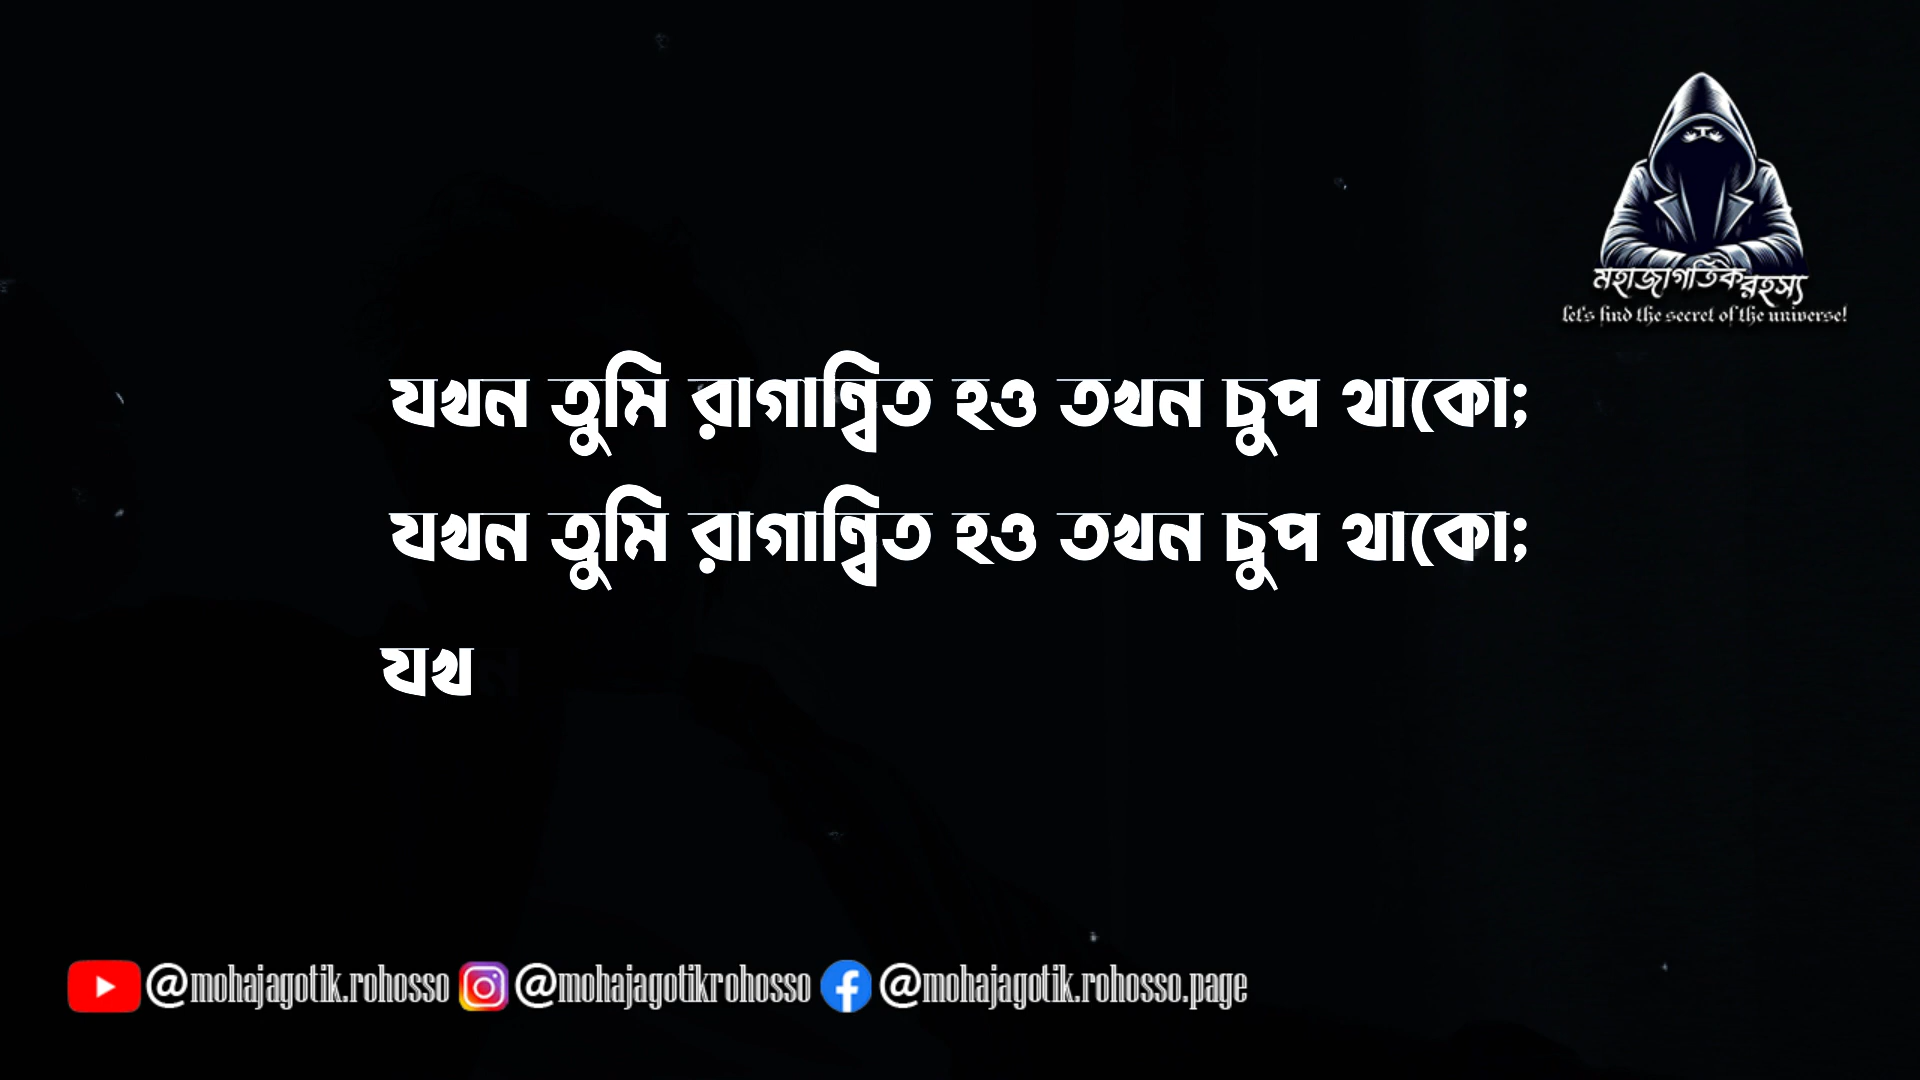 মহাজাগতিক রহস্য
let's find the secret of the universe!
যখন তুমি রাগান্বিত হও তখন চুপ থাকো;
যখন তুমি রাগান্বিত হও তখন চুপ থাকো;
যখ
@mohajagotik.rohosso @mohajagotikrohosso @mohajagotik.rohosso.page